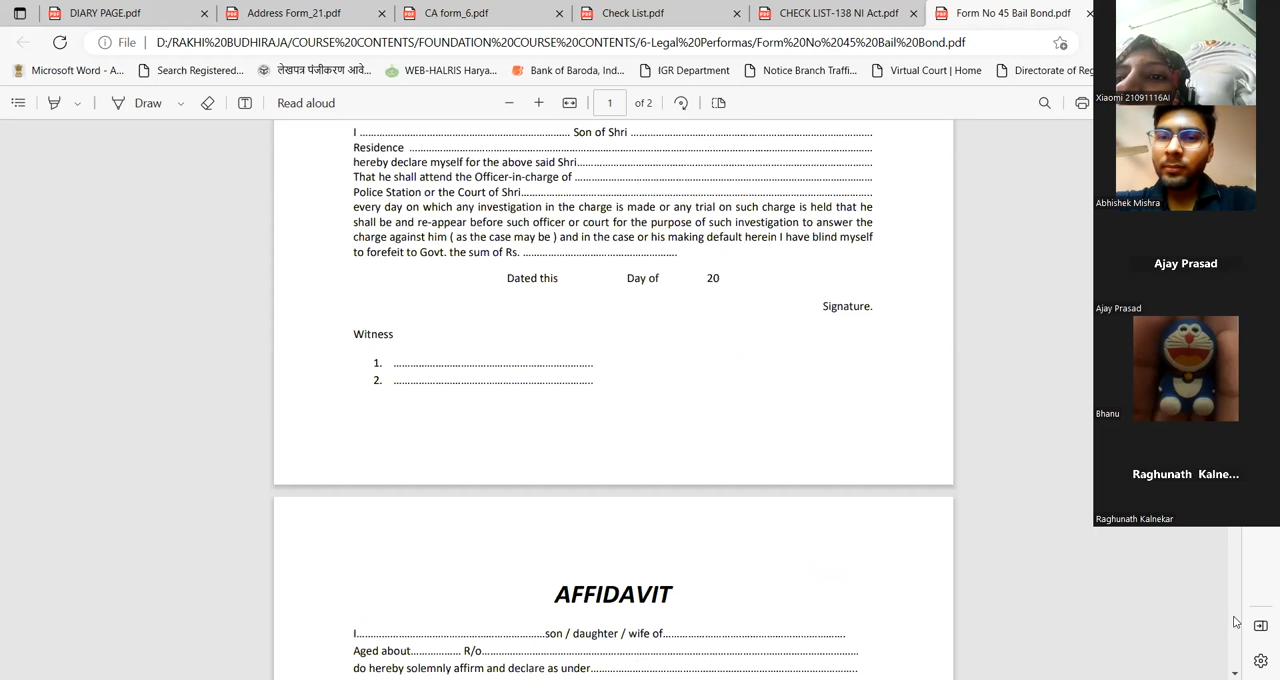 DIARY PAGE.pdf
Address Form_21.pdf
CA form_6.pdf
Check List.pdf
CHECK LIST-138 NI Act.pdf
Form No 45 Bail Bond.pdf
File D:/RAKHI%20BUDHIRAJA/COURSE%20CONTENTS/FOUNDATION%20COURSE%20CONTENTS/6-Legal%20Performas/Form%20No%2045%20Bail%20Bond.pdf
Microsoft Word - A...
Search Registered...
लेखपत्र पंजीकरण आवे...
WEB-HALRIS Harya...
Bank of Baroda, Ind...
IGR Department
Notice Branch Traffi...
Virtual Court | Home
Directorate of Reg
Draw
Read aloud
1 of 2
I ........................................ Son of Shri ........................................
Residence ........................................
hereby declare myself for the above said Shri........................................
That he shall attend the Officer-in-charge of ........................................
Police Station or the Court of Shri........................................
every day on which any investigation in the charge is made or any trial on such charge is held that he
shall be and re-appear before such officer or court for the purpose of such investigation to answer the
charge against him ( as the case may be ) and in the case or his making default herein I have blind myself
to forefeit to Govt. the sum of Rs. ........................................
Dated this Day of 20
Signature.
Witness
1. ........................................
2. ........................................
AFFIDAVIT
I........................................son / daughter / wife of........................................
Aged about.................. R/o........................................
do hereby solemnly affirm and declare as under........................................
Xiaomi 21091116AI
Abhishek Mishra
Ajay Prasad
Ajay Prasad
Bhanu
Raghunath Kalne...
Raghunath Kalnekar